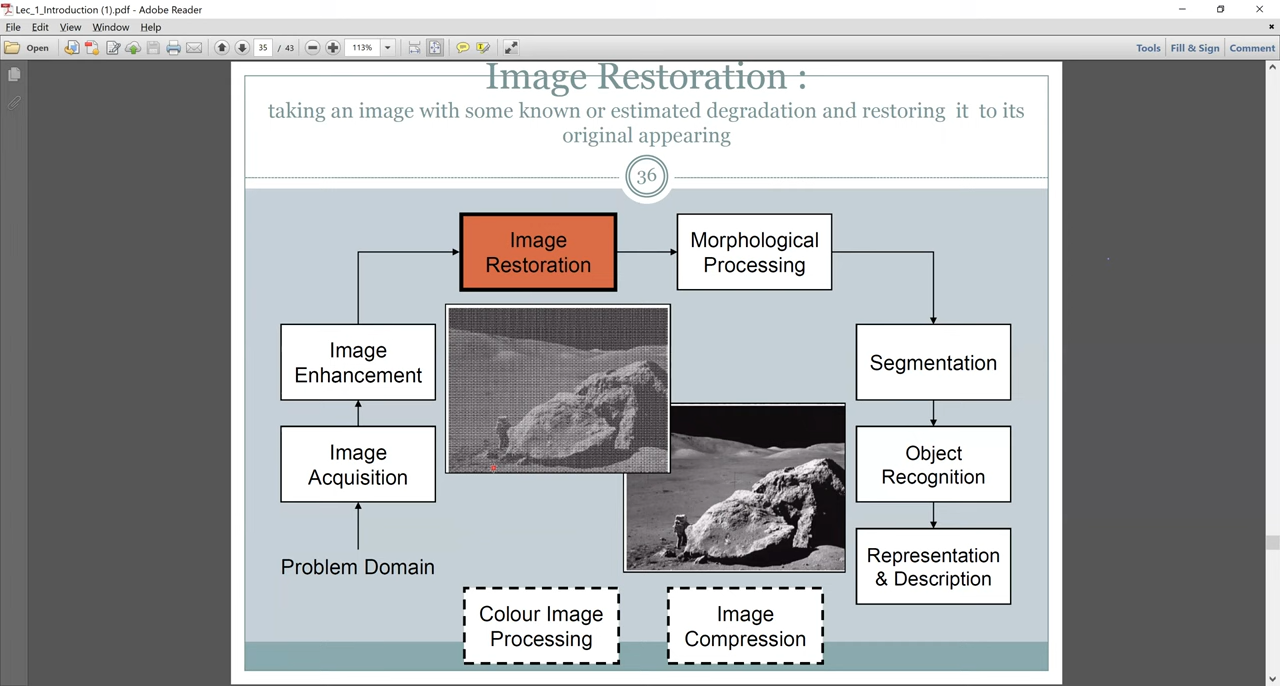 Lec_1_Introduction (1).pdf - Adobe Reader
File Edit View Window Help
Open 35 / 43 113% Tools Fill & Sign Comment
Image Restoration :
taking an image with some known or estimated degradation and restoring it to its
original appearing
36
Image
Restoration
Morphological
Processing
Image
Enhancement
Segmentation
Image
Acquisition
Object
Recognition
Problem Domain
Representation
& Description
Colour Image
Processing
Image
Compression